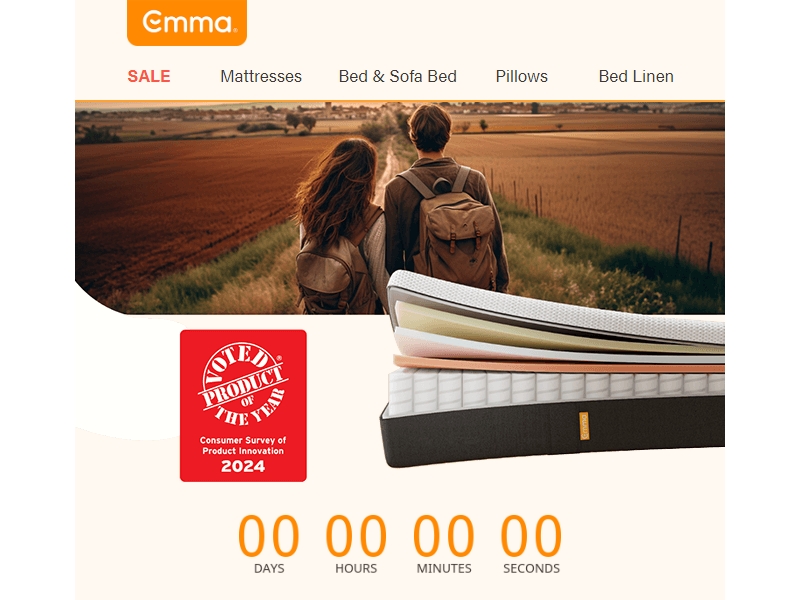 emma®
SALE
Mattresses
Bed & Sofa Bed
Pillows
Bed Linen
VOTED®
PRODUCT
OF
THE YEAR
Consumer Survey of
Product Innovation
2024
emma
00 00 00 00
DAYS HOURS MINUTES SECONDS